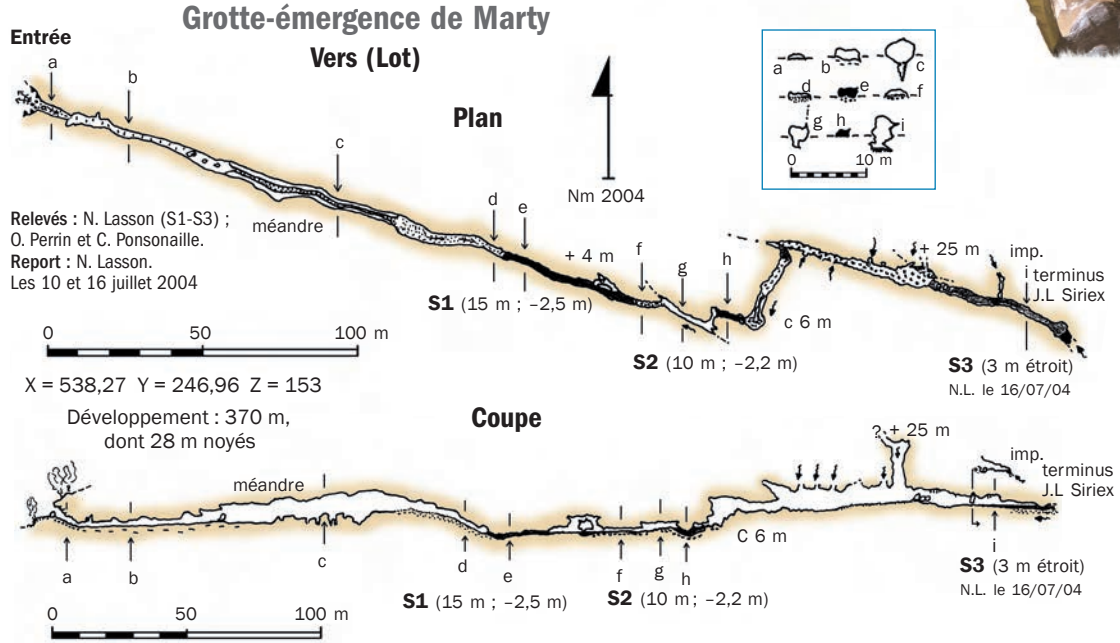 Grotte-émergence de Marty
Vers (Lot)
Entrée
a
b
c
d
e
f
g
h
Plan
méandre
Nm 2004
a
b
c
d
e
f
g
h
i
0 10 m
Relevés : N. Lasson (S1-S3) ;
O. Perrin et C. Ponsonaille.
Report : N. Lasson.
Les 10 et 16 juillet 2004
+ 4 m
S1 (15 m ; –2,5 m)
S2 (10 m ; –2,2 m)
c 6 m
+ 25 m
imp.
i
terminus
J.L Siriex
S3 (3 m étroit)
N.L. le 16/07/04
0 50 100 m
X = 538,27 Y = 246,96 Z = 153
Développement : 370 m,
dont 28 m noyés
Coupe
méandre
? + 25 m
imp.
terminus
J.L Siriex
C 6 m
a
b
c
d
e
f
g
h
i
S1 (15 m ; –2,5 m)
S2 (10 m ; –2,2 m)
S3 (3 m étroit)
N.L. le 16/07/04
0 50 100 m